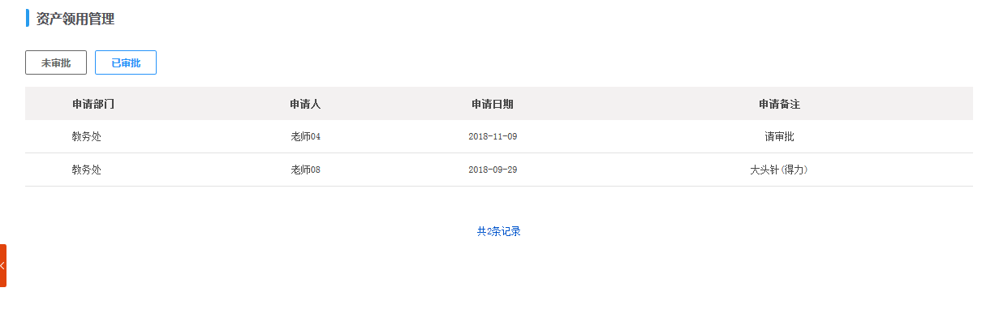 资产领用管理
未审批 已审批
申请部门 申请人 申请日期 申请备注
教务处 老师04 2018-11-09 请审批
教务处 老师08 2018-09-29 大头针(得力)
共2条记录